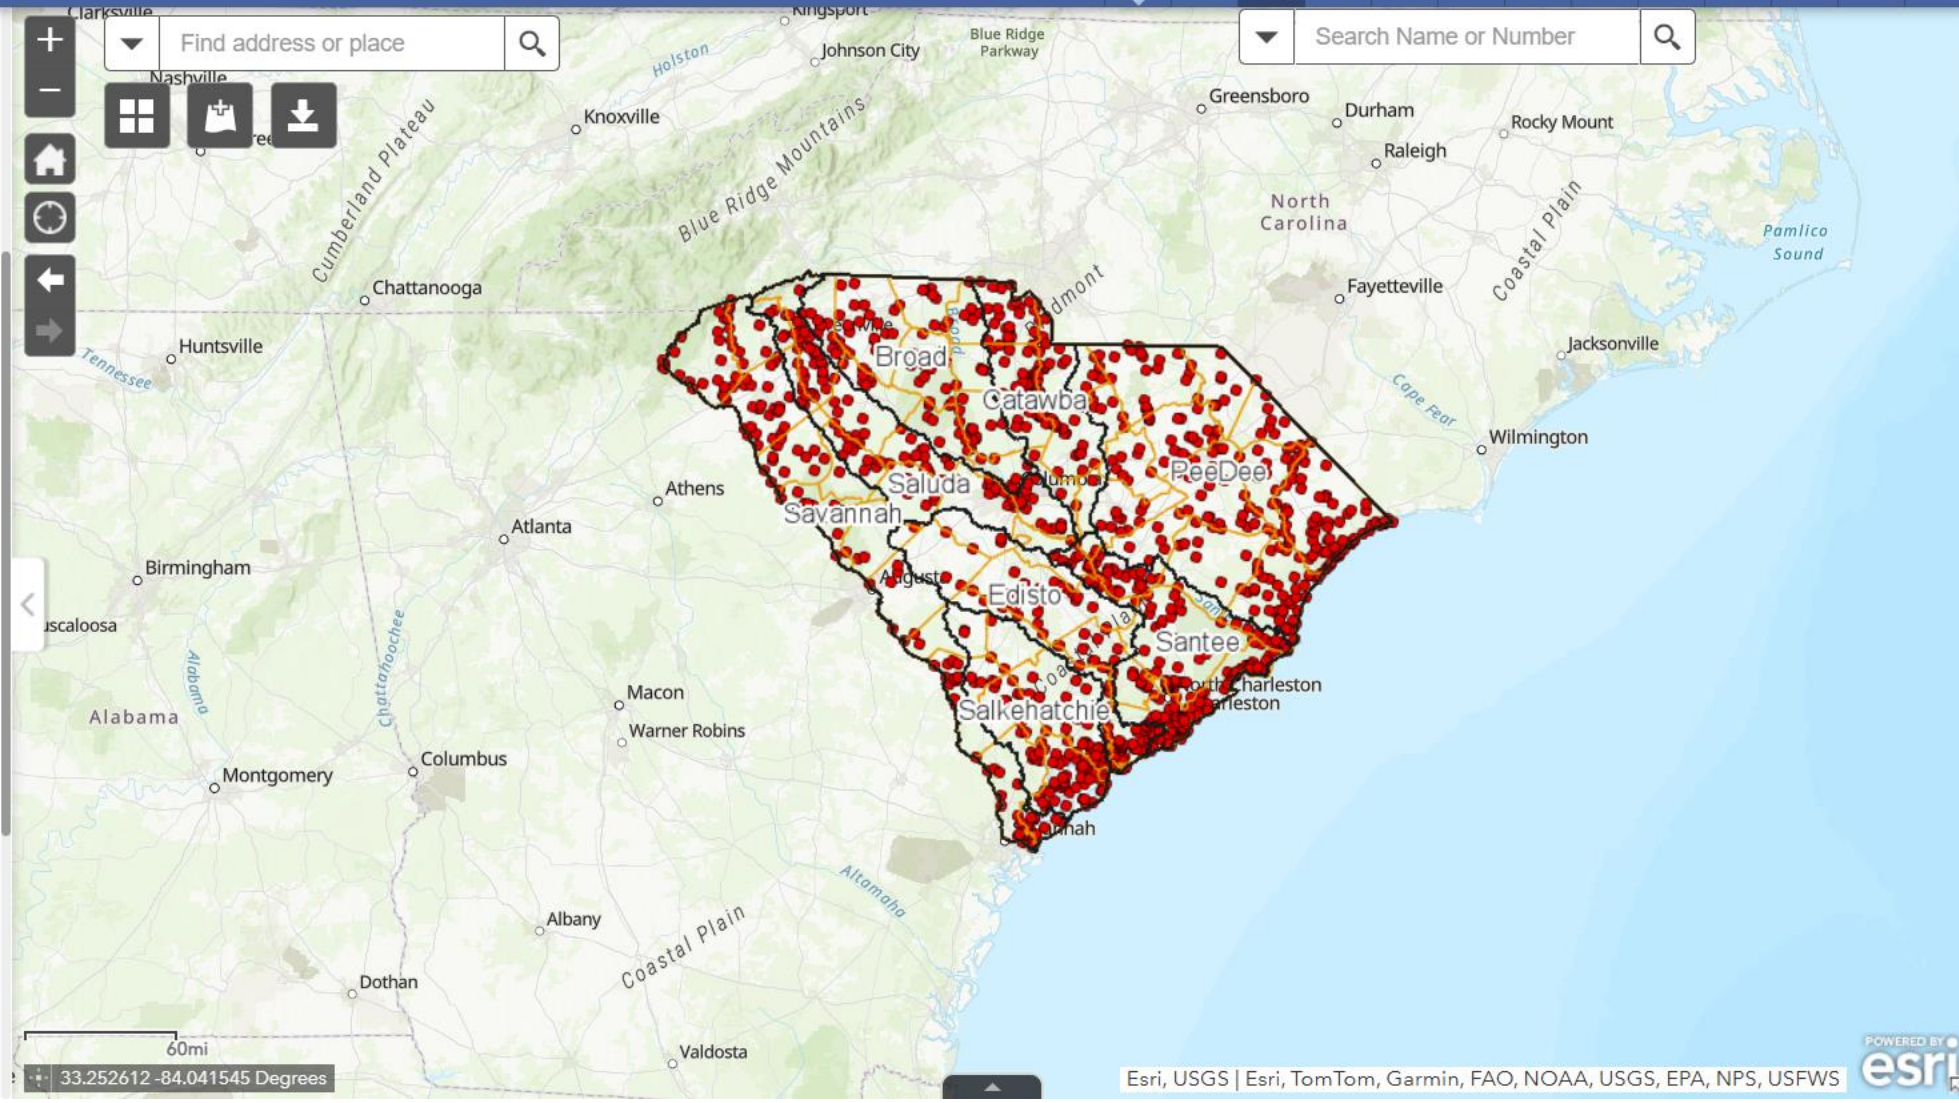 Clarksville
Kingsport
Find address or place
Search Name or Number
Holston
Johnson City
Blue Ridge
Parkway
Nashville
Knoxville
Greensboro
Durham
Rocky Mount
Raleigh
Cumberland Plateau
Blue Ridge Mountains
North
Carolina
Coastal Plain
Pamlico
Sound
Chattanooga
Fayetteville
Huntsville
Tennessee
Jacksonville
Broad
Broad
Catawba
Cape Fear
Wilmington
PeeDee
Saluda
Savannah
Athens
Atlanta
Birmingham
Edisto
Santee
Chattahoochee
Alabama
Alabama
Macon
Warner Robins
Salkehatchie
Columbus
Montgomery
Altamaha
Albany
Coastal Plain
Dothan
Valdosta
60mi
33.252612 -84.041545 Degrees
Esri, USGS | Esri, TomTom, Garmin, FAO, NOAA, USGS, EPA, NPS, USFWS
POWERED BY
esri